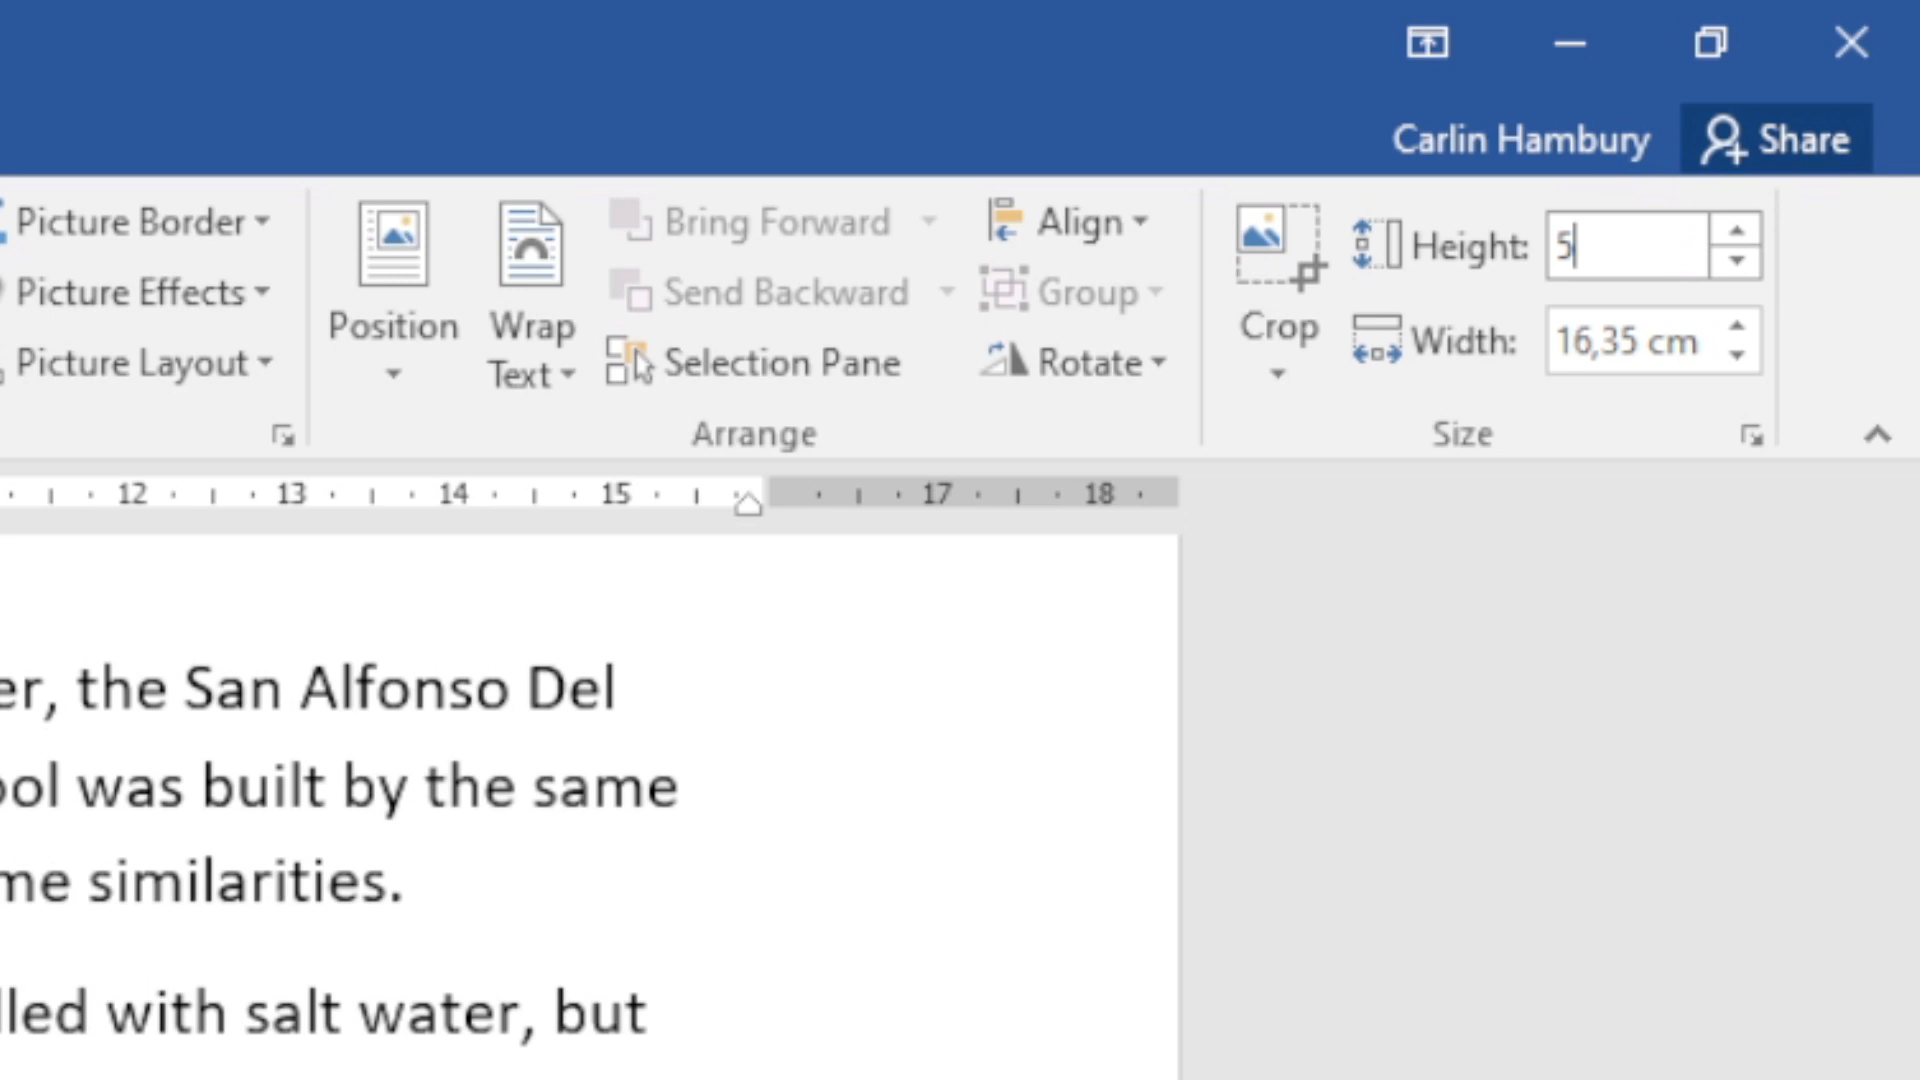 Carlin Hambury Share
Picture Border
Picture Effects
Picture Layout
Position
Wrap
Text
Bring Forward
Send Backward
Selection Pane
Align
Group
Rotate
Arrange
Crop
Height: 5
Width: 16,35 cm
Size
12 13 14 15 17 18
er, the San Alfonso Del
ool was built by the same
me similarities.
lled with salt water, but